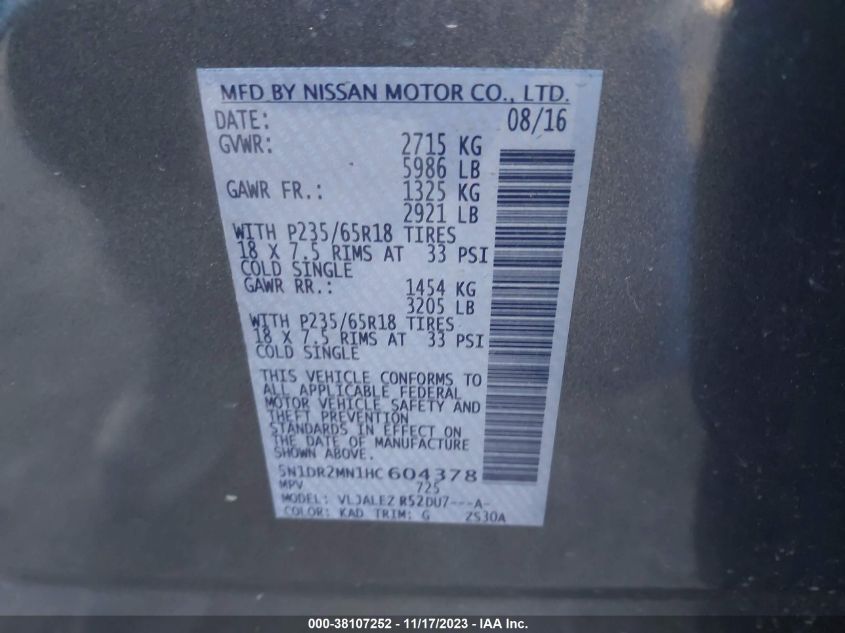 MFD BY NISSAN MOTOR CO., LTD.
DATE: 08/16
GVWR: 2715 KG
5986 LB
GAWR FR.: 1325 KG
2921 LB
WITH P235/65R18 TIRES
18 X 7.5 RIMS AT 33 PSI
COLD SINGLE
GAWR RR.: 1454 KG
3205 LB
WITH P235/65R18 TIRES
18 X 7.5 RIMS AT 33 PSI
COLD SINGLE
THIS VEHICLE CONFORMS TO
ALL APPLICABLE FEDERAL
MOTOR VEHICLE SAFETY AND
THEFT PREVENTION
STANDARDS IN EFFECT ON
THE DATE OF MANUFACTURE
SHOWN ABOVE.
5N1DR2MN1HC604378
MPV 725
MODEL: VLJALEZ R52DU7---A-
COLOR: KAD TRIM: G 2S30A
000-38107252 - 11/17/2023 - IAA Inc.